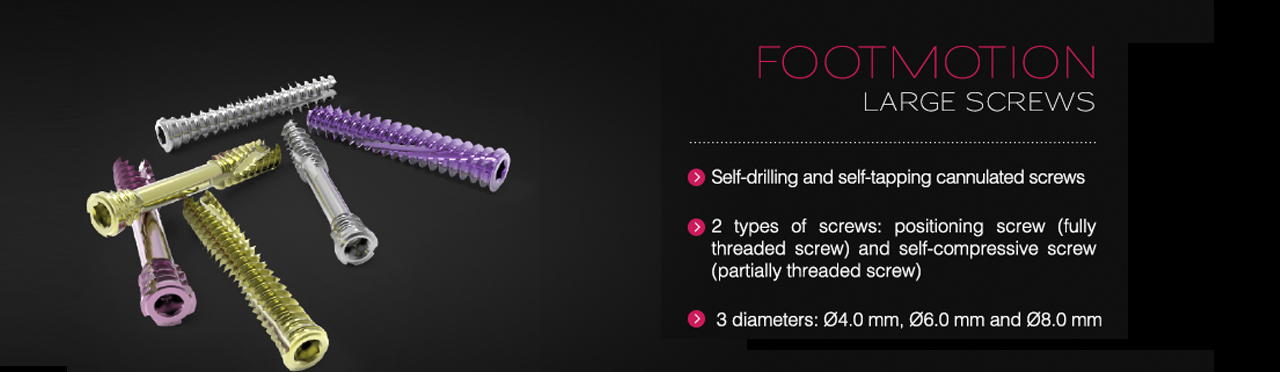 FOOTMOTION
LARGE SCREWS
Self-drilling and self-tapping cannulated screws
2 types of screws: positioning screw (fully
threaded screw) and self-compressive screw
(partially threaded screw)
3 diameters: Ø4.0 mm, Ø6.0 mm and Ø8.0 mm